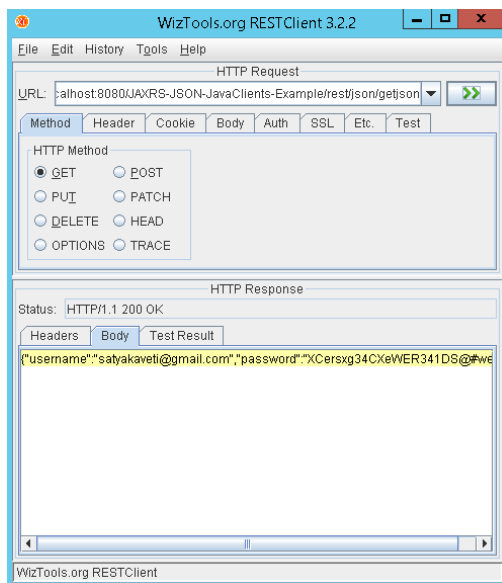 WizTools.org RESTClient 3.2.2
File Edit History Tools Help
HTTP Request
URL: calhost:8080/JAXRS-JSON-JavaClients-Example/rest/json/getjson
Method Header Cookie Body Auth SSL Etc. Test
HTTP Method
GET POST
PUT PATCH
DELETE HEAD
OPTIONS TRACE
HTTP Response
Status: HTTP/1.1 200 OK
Headers Body Test Result
{"username":"satyakaveti@gmail.com","password":"XCersxg34CXeWER341DS@#we
WizTools.org RESTClient